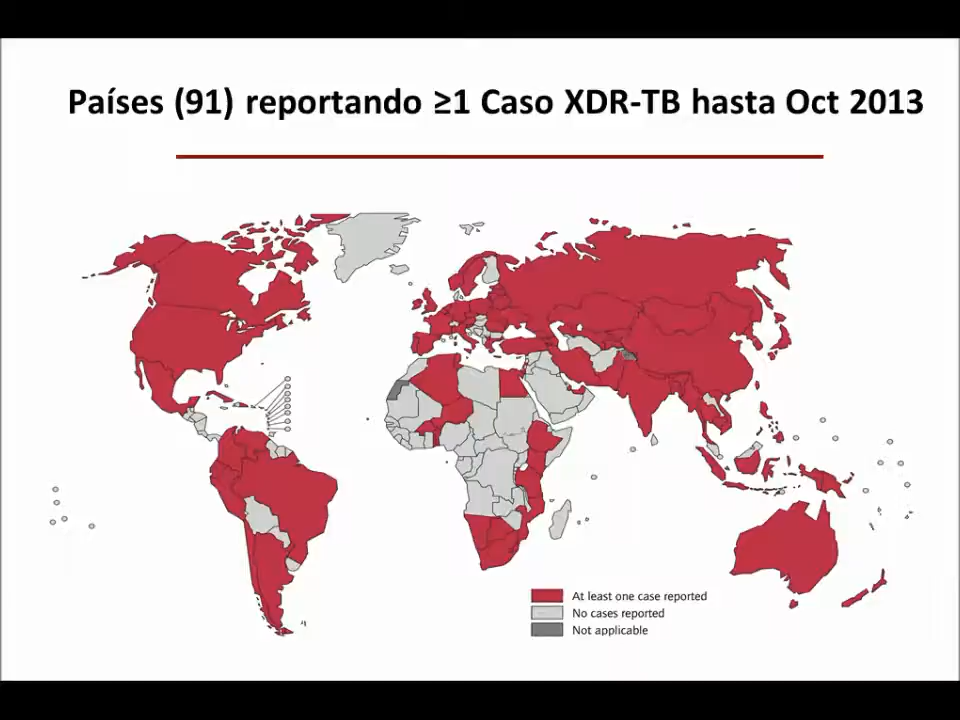 Países (91) reportando ≥1 Caso XDR-TB hasta Oct 2013
At least one case reported
No cases reported
Not applicable